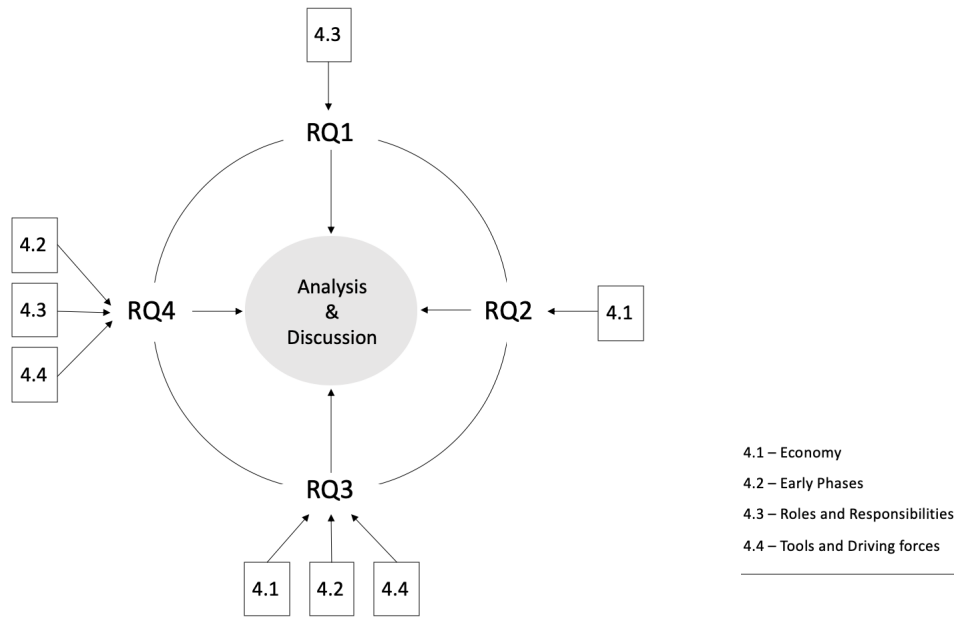 4.3
RQ1
4.2
4.3
4.4
RQ4
Analysis
&
Discussion
RQ2
4.1
RQ3
4.1
4.2
4.4
4.1 – Economy
4.2 – Early Phases
4.3 – Roles and Responsibilities
4.4 – Tools and Driving forces